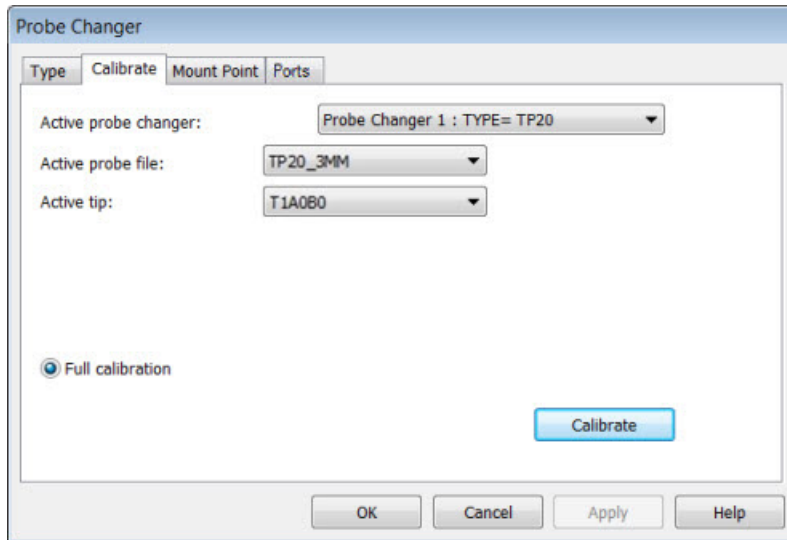 Probe Changer
Type Calibrate Mount Point Ports
Active probe changer: Probe Changer 1 : TYPE= TP20
Active probe file: TP20_3MM
Active tip: T1A0B0
Full calibration
Calibrate
OK Cancel Apply Help